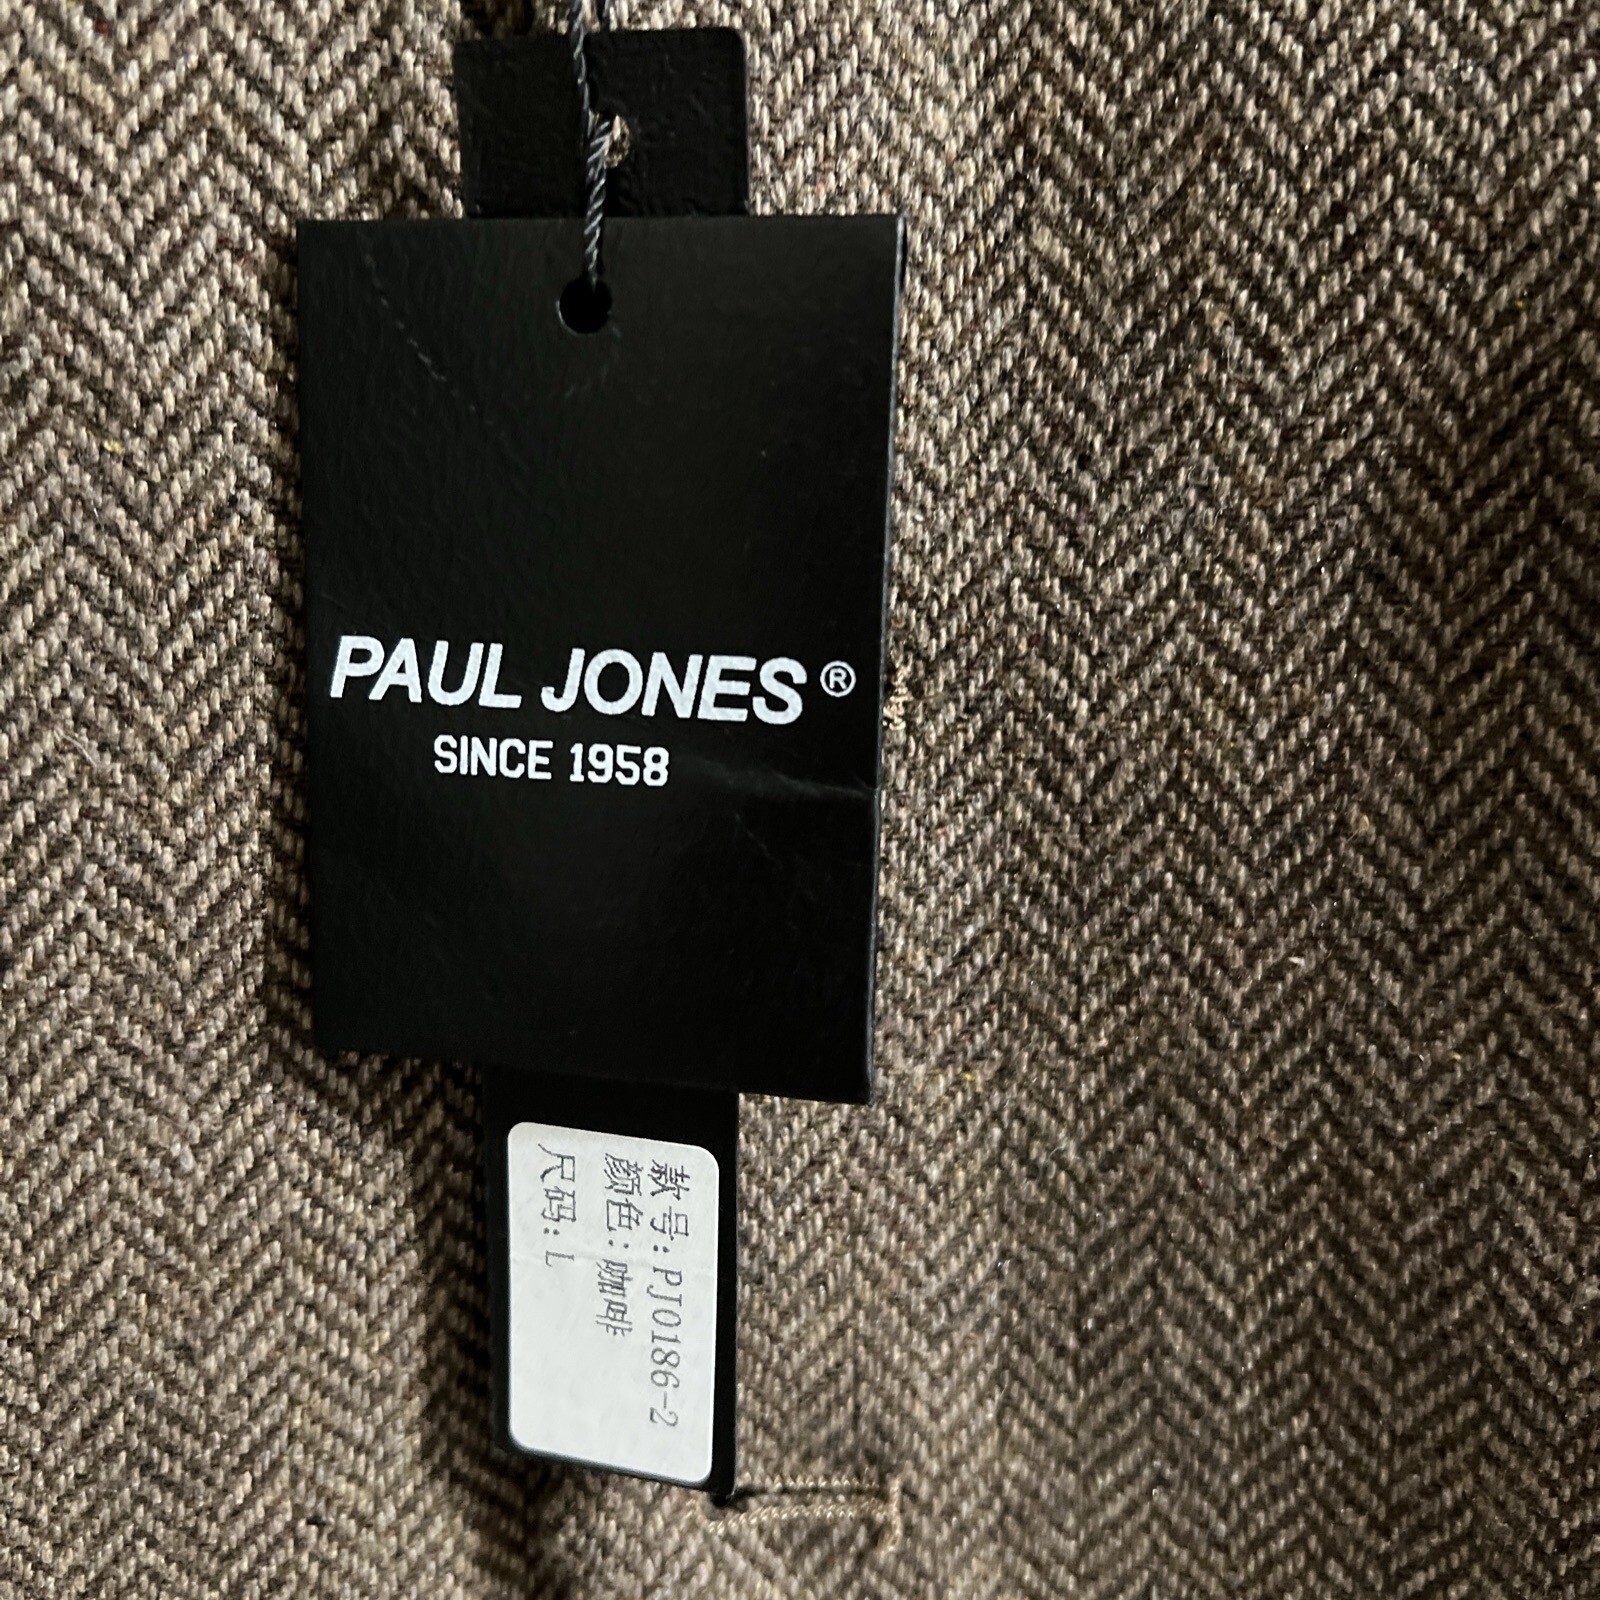 PAUL JONES®
SINCE 1958
款号: PJ0186-2
颜色: 咖啡
尺码: L